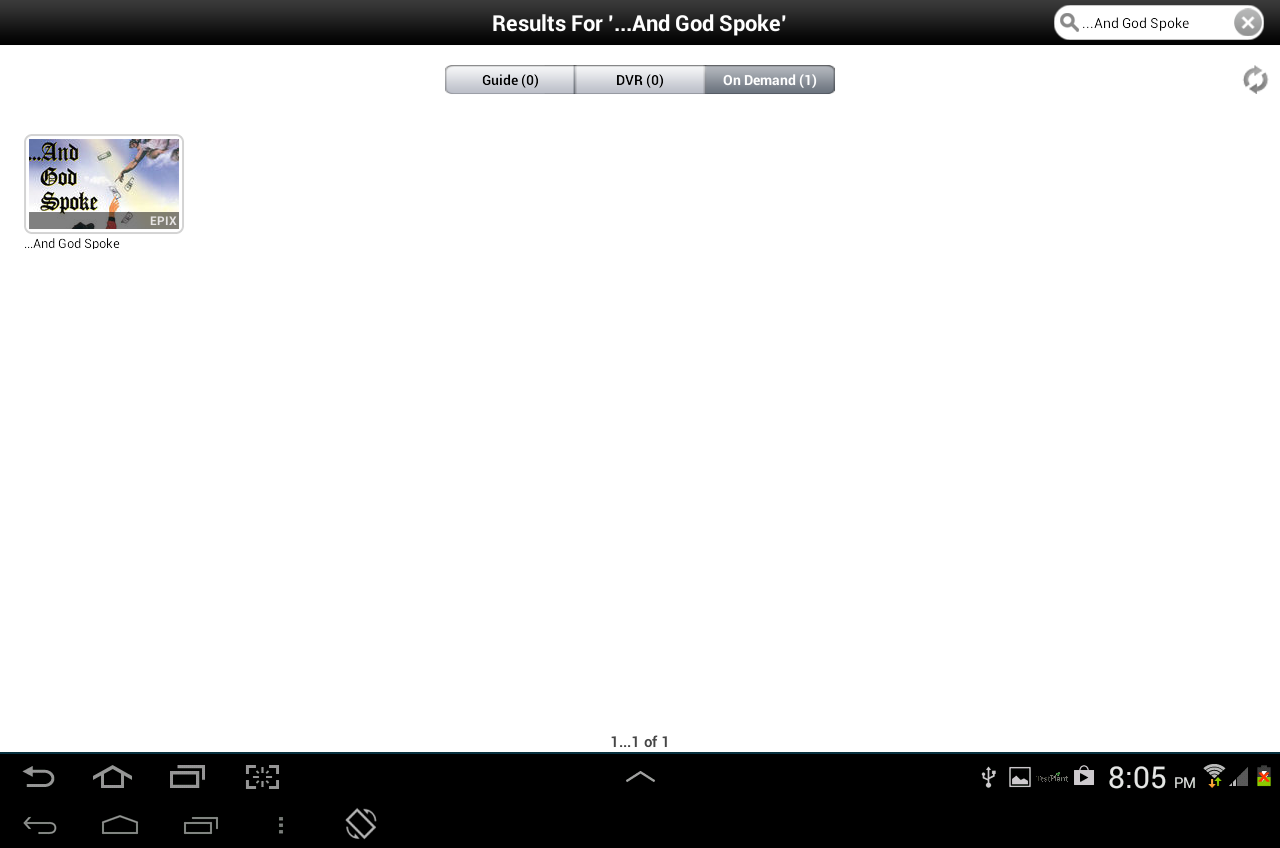 Results For '...And God Spoke'
...And God Spoke
Guide (0)
DVR (0)
On Demand (1)
...And
God
Spoke
EPIX
...And God Spoke
1...1 of 1
8:05 PM